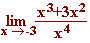 lim x → -3 x³+3x² / x⁴